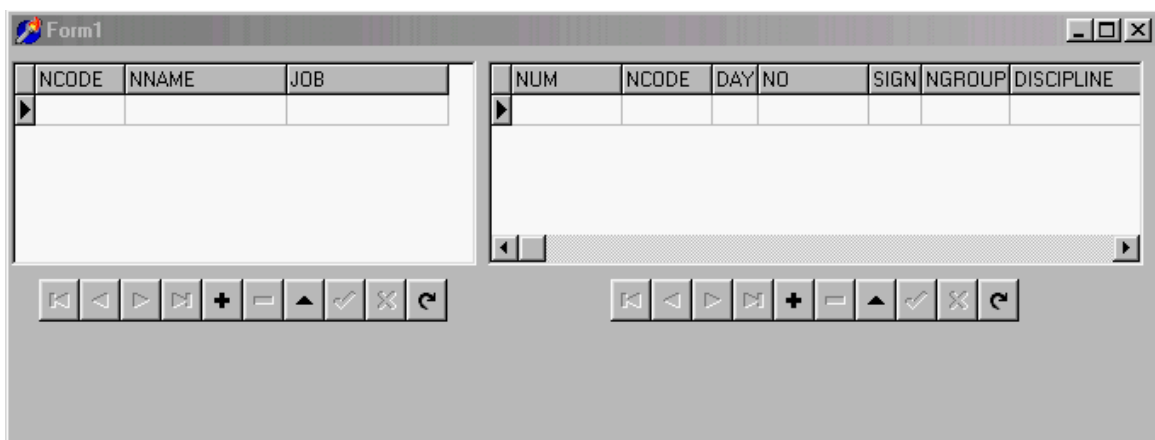 Form1
NCODE NNAME JOB
NUM NCODE DAY NO SIGN NGROUP DISCIPLINE